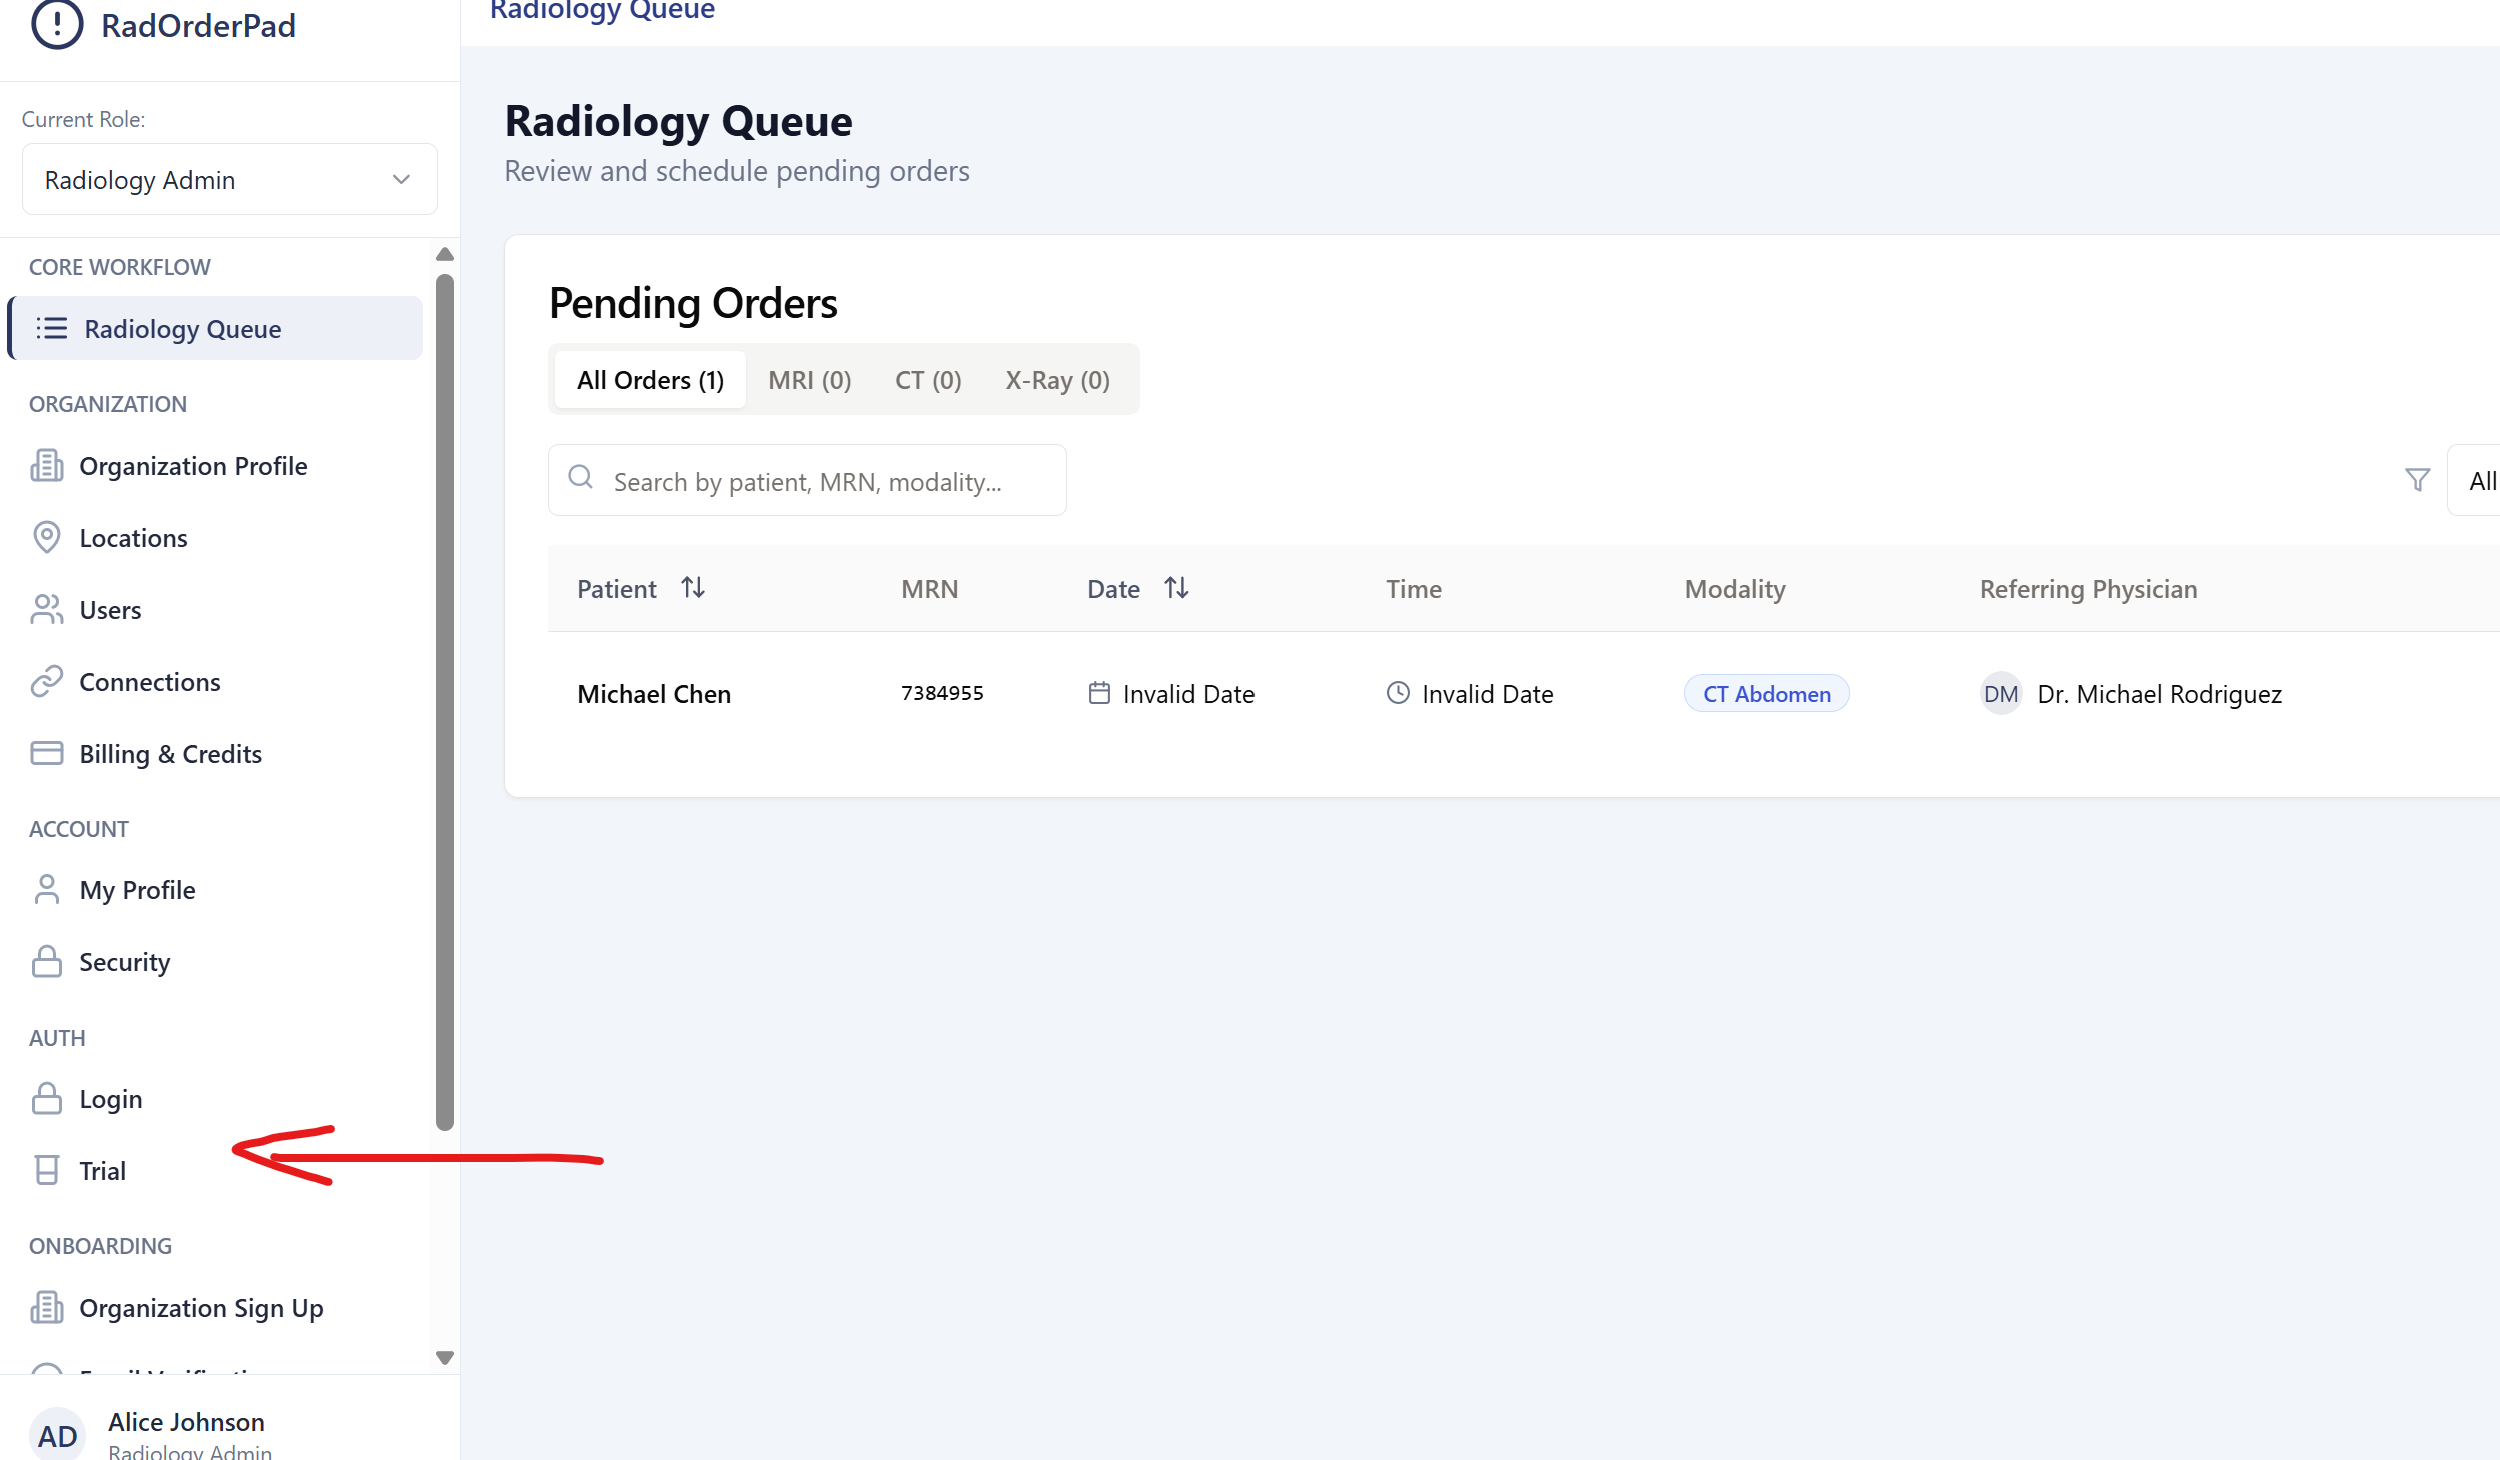 RadOrderPad
Current Role:
Radiology Admin
CORE WORKFLOW
Radiology Queue
ORGANIZATION
Organization Profile
Locations
Users
Connections
Billing & Credits
ACCOUNT
My Profile
Security
AUTH
Login
Trial
ONBOARDING
Organization Sign Up
AD
Alice Johnson
Radiology Admin
Radiology Queue
Radiology Queue
Review and schedule pending orders
Pending Orders
All Orders (1) MRI (0) CT (0) X-Ray (0)
Search by patient, MRN, modality...
All
Patient MRN Date Time Modality Referring Physician
Michael Chen 7384955 Invalid Date Invalid Date CT Abdomen DM Dr. Michael Rodriguez